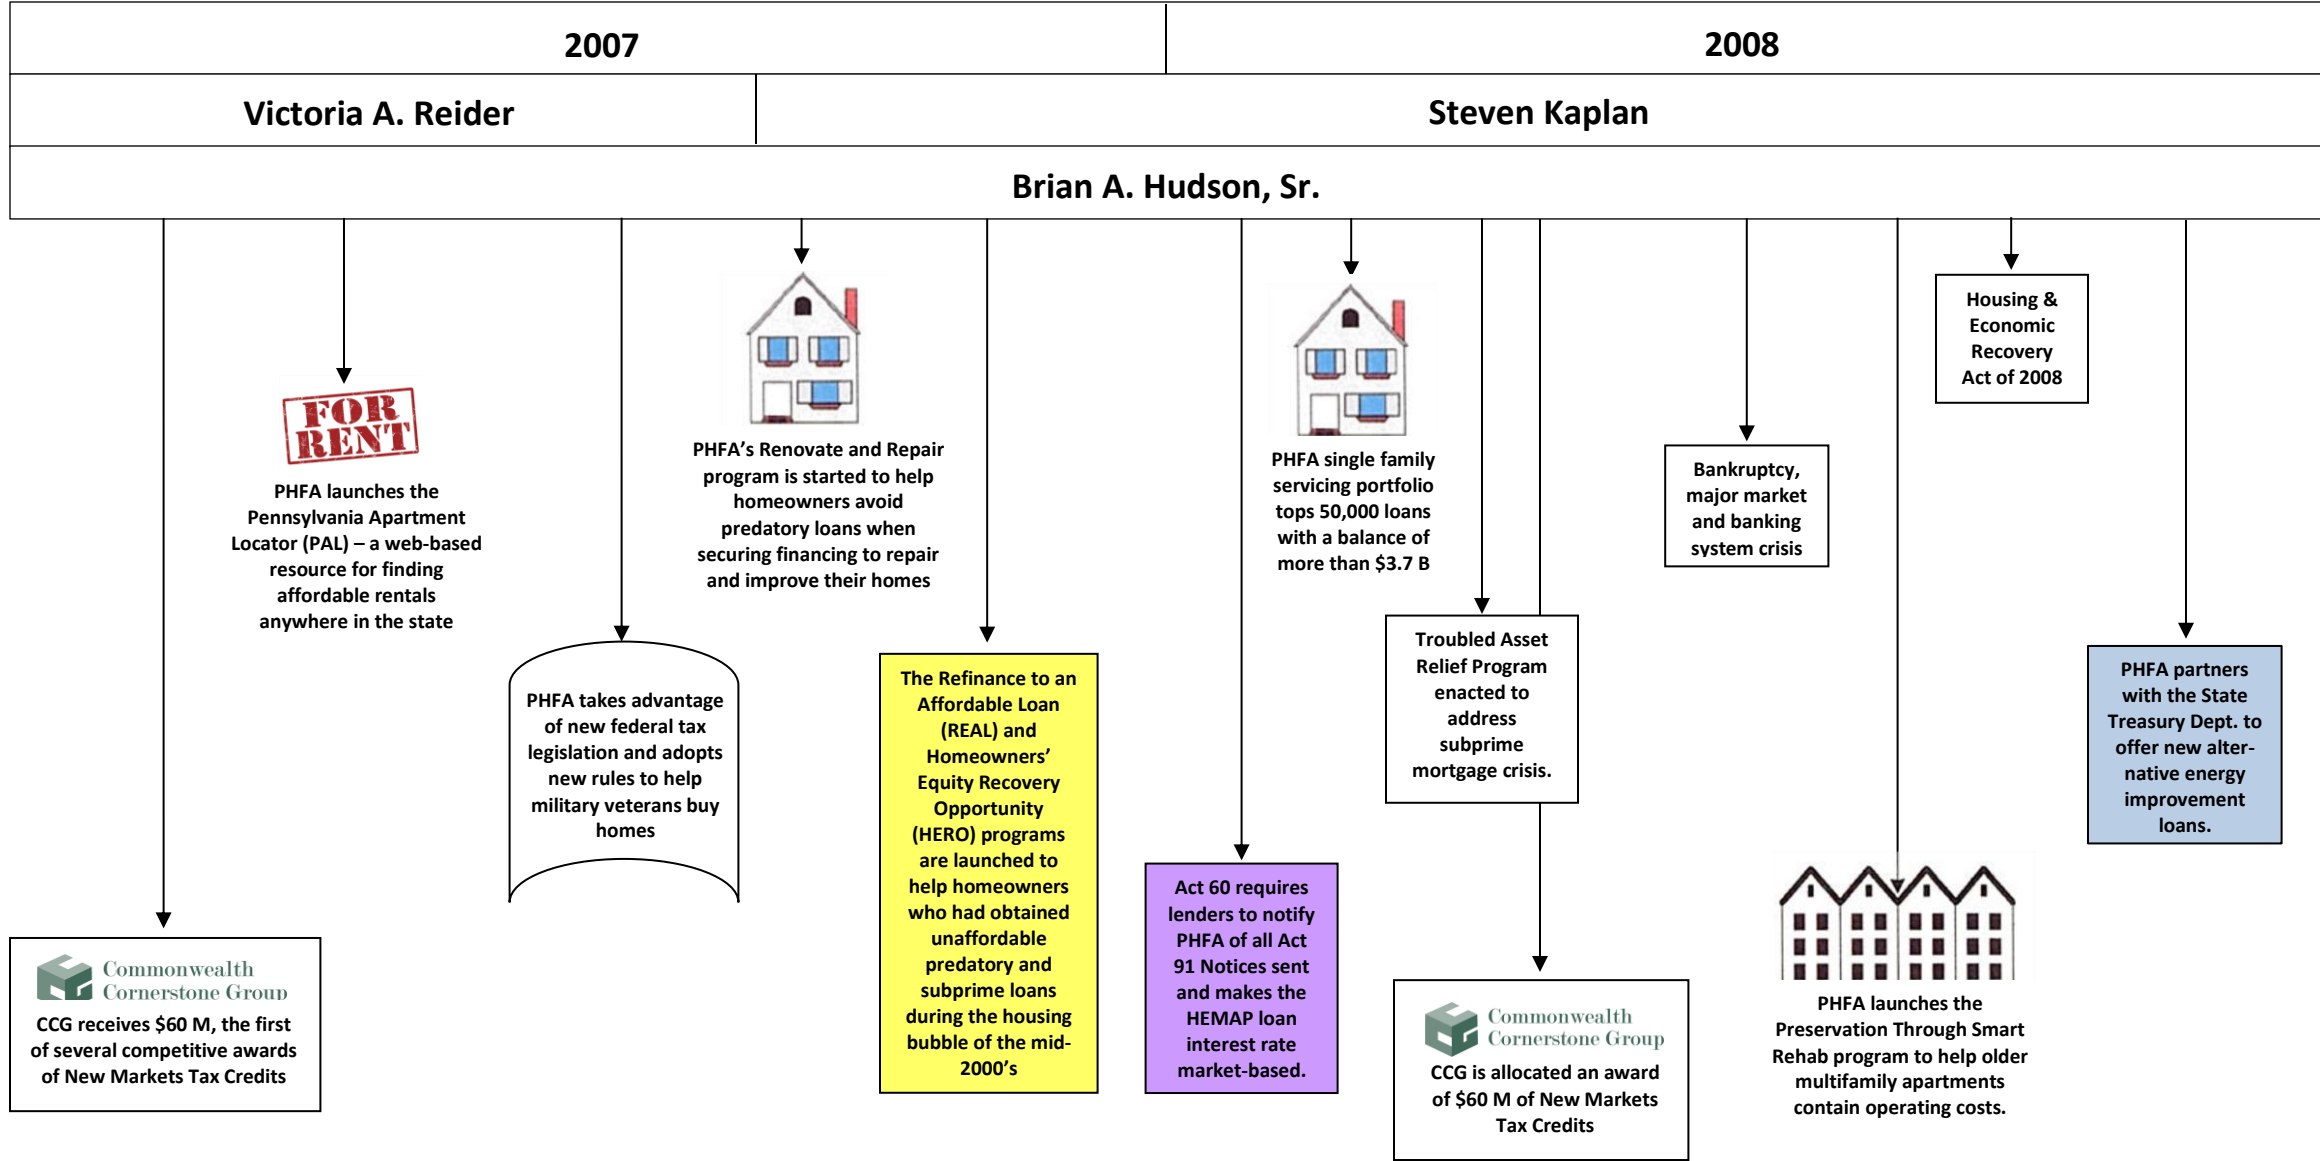 2007
2008
Victoria A. Reider
Steven Kaplan
Brian A. Hudson, Sr.
FOR
RENT
PHFA launches the
Pennsylvania Apartment
Locator (PAL) – a web-based
resource for finding
affordable rentals
anywhere in the state
PHFA’s Renovate and Repair
program is started to help
homeowners avoid
predatory loans when
securing financing to repair
and improve their homes
PHFA single family
servicing portfolio
tops 50,000 loans
with a balance of
more than $3.7 B
Bankruptcy,
major market
and banking
system crisis
Housing &
Economic
Recovery
Act of 2008
PHFA takes advantage
of new federal tax
legislation and adopts
new rules to help
military veterans buy
homes
The Refinance to an
Affordable Loan
(REAL) and
Homeowners’
Equity Recovery
Opportunity
(HERO) programs
are launched to
help homeowners
who had obtained
unaffordable
predatory and
subprime loans
during the housing
bubble of the mid-
2000’s
Troubled Asset
Relief Program
enacted to
address
subprime
mortgage crisis.
PHFA partners
with the State
Treasury Dept. to
offer new alter-
native energy
improvement
loans.
Commonwealth
Cornerstone Group
CCG receives $60 M, the first
of several competitive awards
of New Markets Tax Credits
Act 60 requires
lenders to notify
PHFA of all Act
91 Notices sent
and makes the
HEMAP loan
interest rate
market-based.
Commonwealth
Cornerstone Group
CCG is allocated an award
of $60 M of New Markets
Tax Credits
PHFA launches the
Preservation Through Smart
Rehab program to help older
multifamily apartments
contain operating costs.